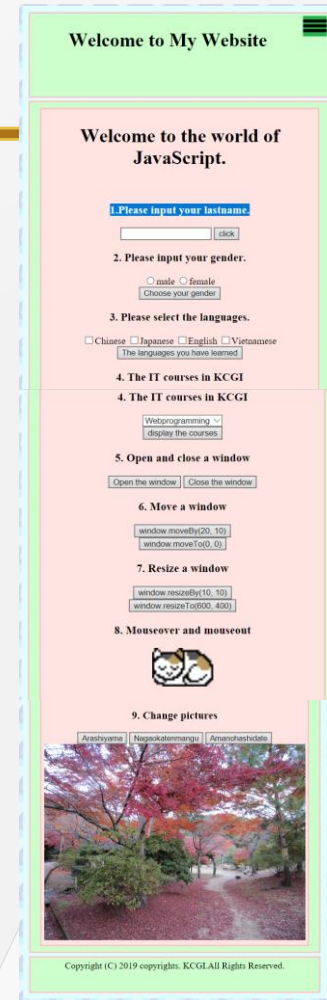 Welcome to My Website
Welcome to the world of
JavaScript.
1.Please input your lastname.
click
2. Please input your gender.
male female
Choose your gender
3. Please select the languages.
Chinese Japanese English Vietnamese
The languages you have learned
4. The IT courses in KCGI
4. The IT courses in KCGI
Webprogramming
display the courses
5. Open and close a window
Open the window Close the window
6. Move a window
window.moveBy(20, 10)
window.moveTo(0, 0)
7. Resize a window
window.resizeBy(10, 10)
window.resizeTo(600, 400)
8. Mouseover and mouseout
9. Change pictures
Arashiyama Nagaokatenmangu Amanohashidate
Copyright (C) 2019 copyrights. KCGI.All Rights Reserved.